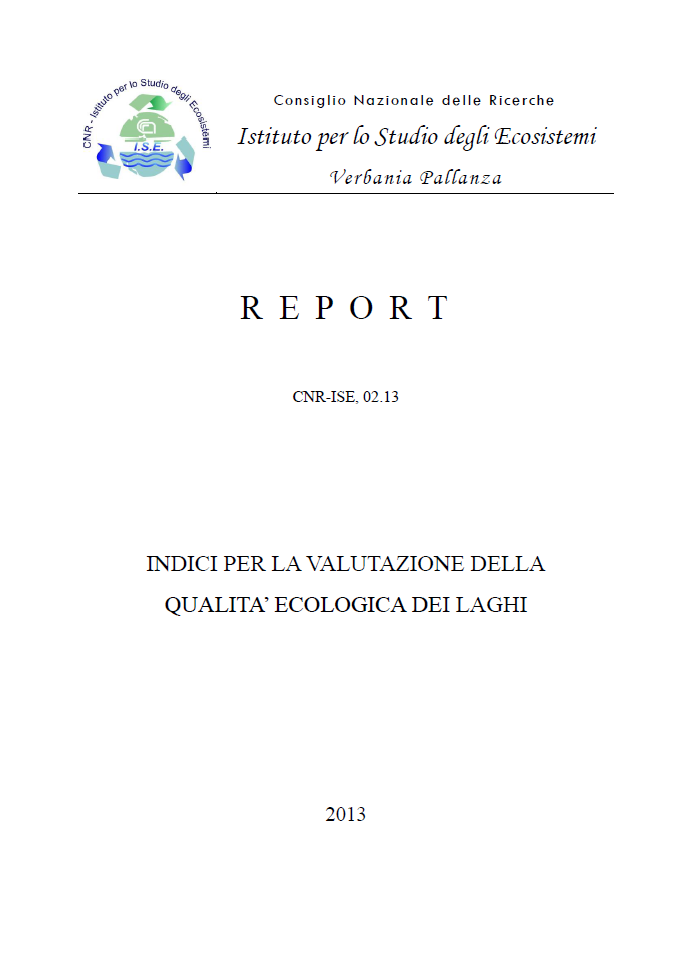 CNR - Istituto per lo Studio degli Ecosistemi
I.S.E.
Consiglio Nazionale delle Ricerche
Istituto per lo Studio degli Ecosistemi
Verbania Pallanza
R E P O R T
CNR-ISE, 02.13
INDICI PER LA VALUTAZIONE DELLA
QUALITA’ ECOLOGICA DEI LAGHI
2013